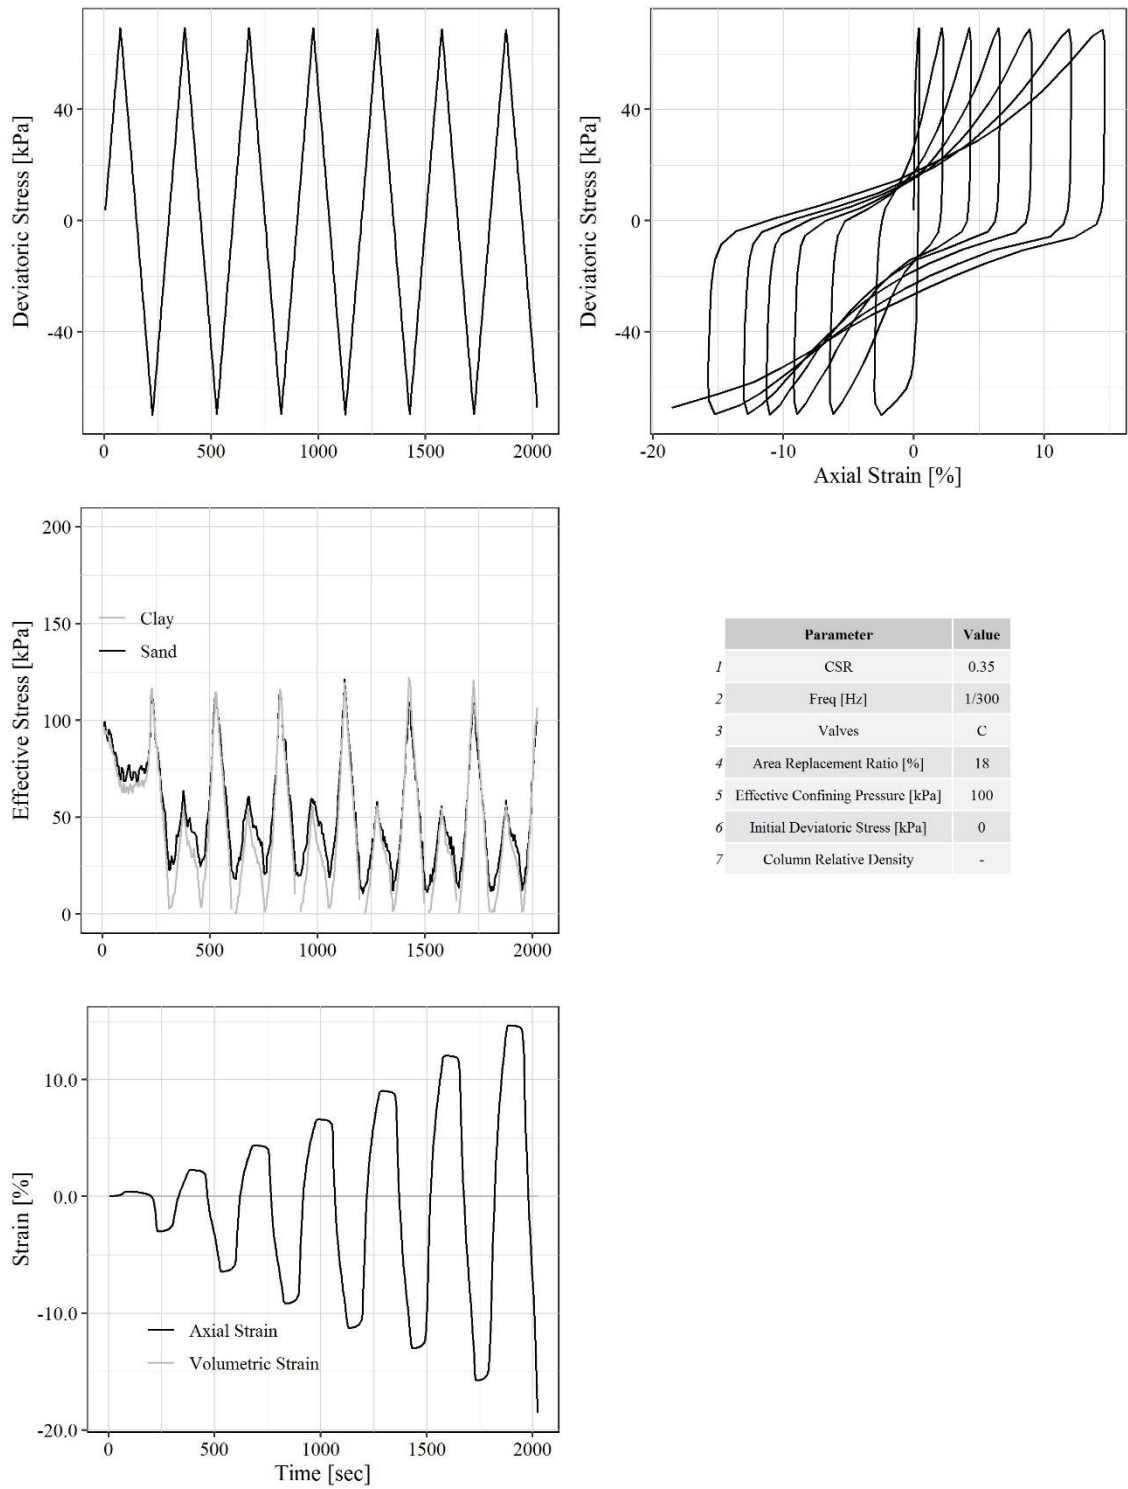 Deviatoric Stress [kPa]
40
0
-40
0 500 1000 1500 2000
Deviatoric Stress [kPa]
40
0
-40
-20 -10 0 10
Axial Strain [%]
Effective Stress [kPa]
200
150
100
50
0
Clay
Sand
0 500 1000 1500 2000
Parameter Value
1 CSR 0.35
2 Freq [Hz] 1/300
3 Valves C
4 Area Replacement Ratio [%] 18
5 Effective Confining Pressure [kPa] 100
6 Initial Deviatoric Stress [kPa] 0
7 Column Relative Density -
Strain [%]
10.0
0.0
-10.0
-20.0
Axial Strain
Volumetric Strain
0 500 1000 1500 2000
Time [sec]